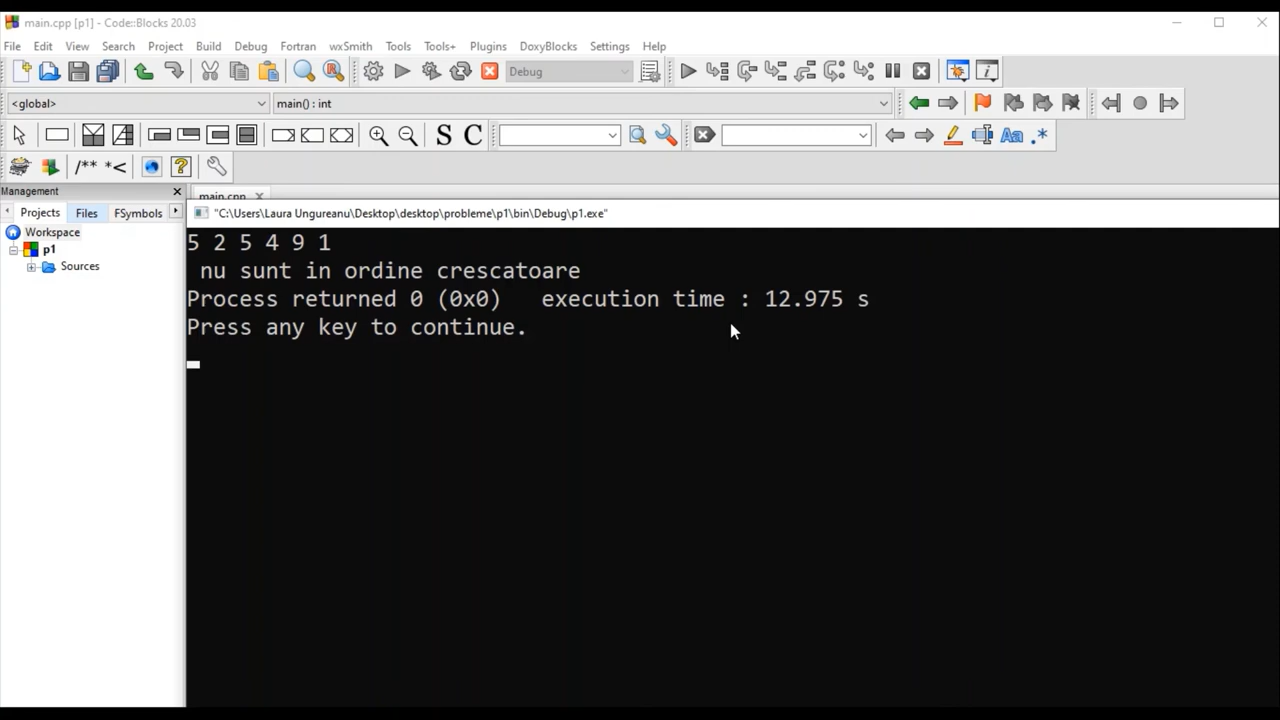 main.cpp [p1] - Code::Blocks 20.03
File Edit View Search Project Build Debug Fortran wxSmith Tools Tools+ Plugins DoxyBlocks Settings Help
Debug
<global> main() : int
S C Aa .*
/** *<
Management
main.cpp
Projects Files FSymbols
"C:\Users\Laura Ungureanu\Desktop\desktop\probleme\p1\bin\Debug\p1.exe"
Workspace
p1
Sources
5 2 5 4 9 1
nu sunt in ordine crescatoare
Process returned 0 (0x0) execution time : 12.975 s
Press any key to continue.